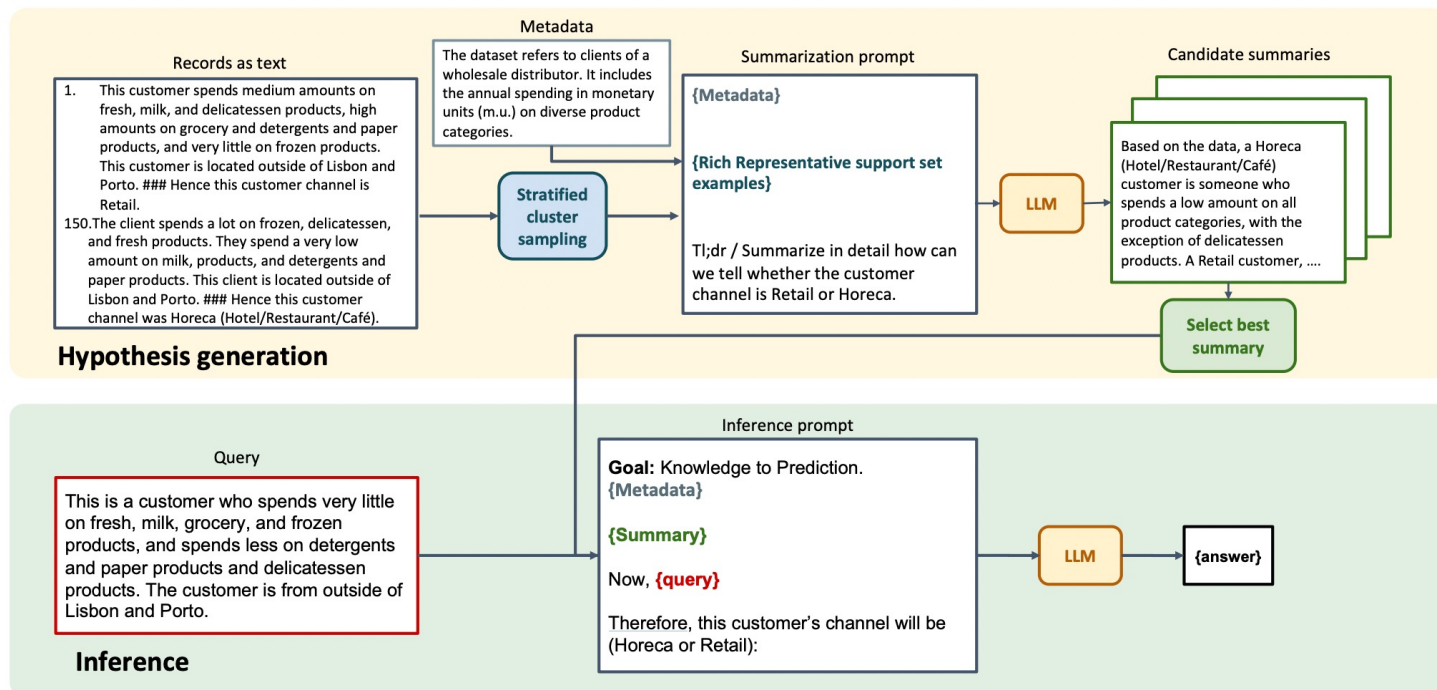 Metadata
Records as text
The dataset refers to clients of a
wholesale distributor. It includes
the annual spending in monetary
units (m.u.) on diverse product
categories.
Summarization prompt
Candidate summaries
1. This customer spends medium amounts on
fresh, milk, and delicatessen products, high
amounts on grocery and detergents and paper
products, and very little on frozen products.
This customer is located outside of Lisbon and
Porto. ### Hence this customer channel is
Retail.
150.The client spends a lot on frozen, delicatessen,
and fresh products. They spend a very low
amount on milk, products, and detergents and
paper products. This client is located outside of
Lisbon and Porto. ### Hence this customer
channel was Horeca (Hotel/Restaurant/Café).
Stratified
cluster
sampling
{Metadata}
{Rich Representative support set
examples}
Tl;dr / Summarize in detail how can
we tell whether the customer
channel is Retail or Horeca.
LLM
Based on the data, a Horeca
(Hotel/Restaurant/Café)
customer is someone who
spends a low amount on all
product categories, with the
exception of delicatessen
products. A Retail customer, ....
Select best
summary
Hypothesis generation
Inference prompt
Query
This is a customer who spends very little
on fresh, milk, grocery, and frozen
products, and spends less on detergents
and paper products and delicatessen
products. The customer is from outside of
Lisbon and Porto.
Goal: Knowledge to Prediction.
{Metadata}
{Summary}
Now, {query}
Therefore, this customer's channel will be
(Horeca or Retail):
LLM
{answer}
Inference